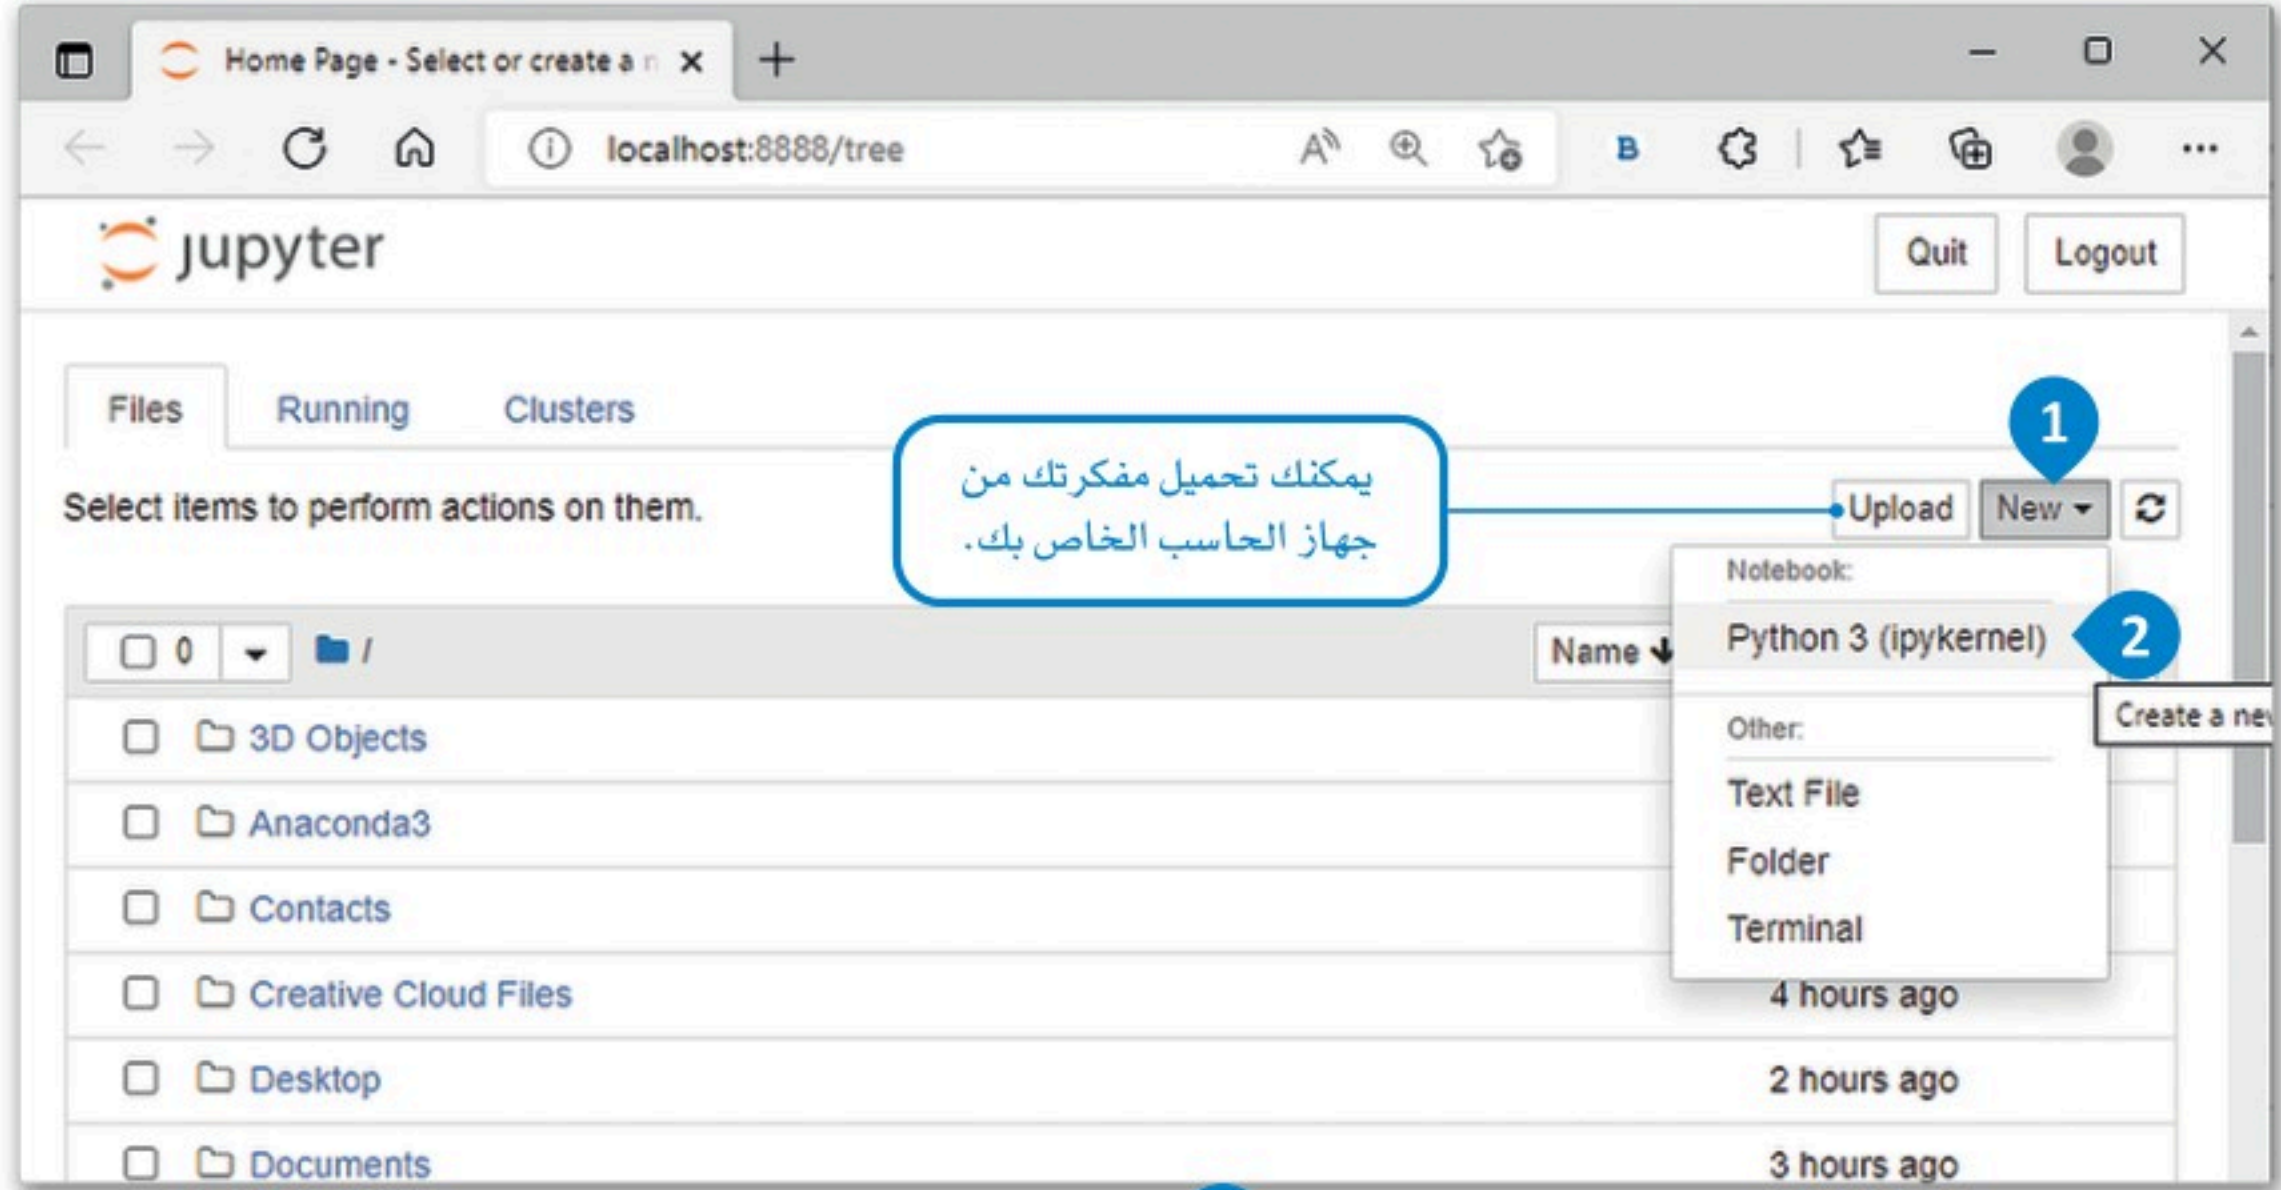 Home Page - Select or create a n
localhost:8888/tree
B
jupyter
Quit
Logout
Files
Running
Clusters
1
يمكنك تحميل مفكرتك من
جهاز الحاسب الخاص بك.
Select items to perform actions on them.
Upload
New
Notebook:
0
/
Name
Python 3 (ipykernel)
2
Create a new
3D Objects
Other:
Anaconda3
Text File
Contacts
Folder
Terminal
Creative Cloud Files
4 hours ago
Desktop
2 hours ago
Documents
3 hours ago